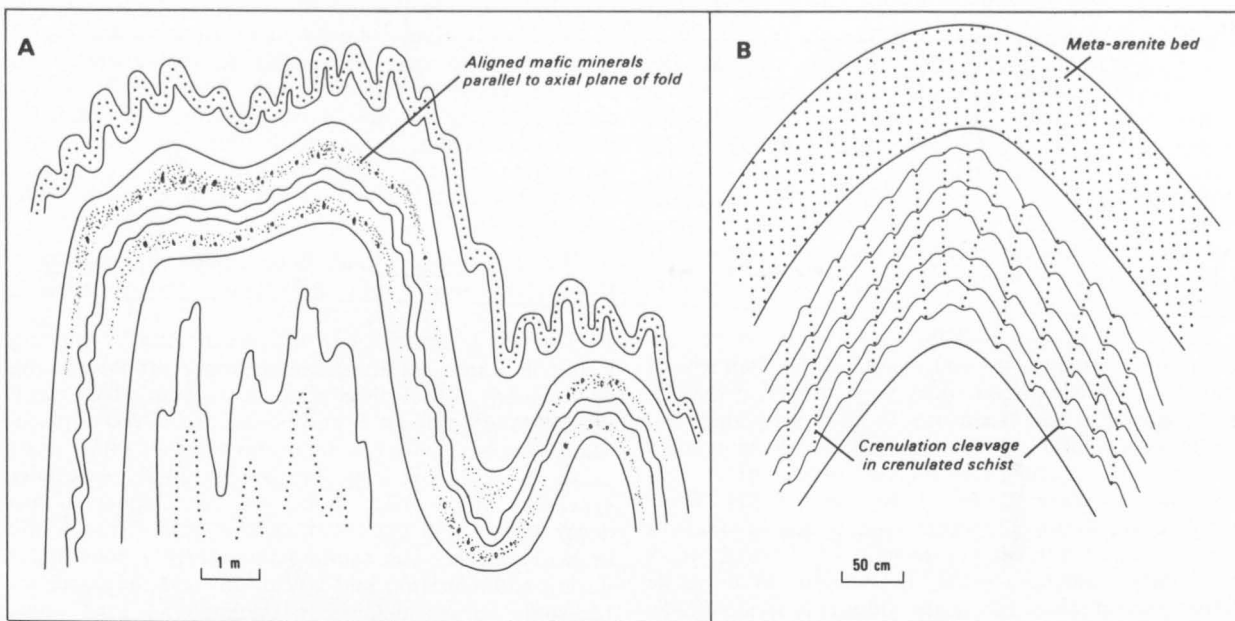 A
Aligned mafic minerals
parallel to axial plane of fold
1 m
B
Meta-arenite bed
Crenulation cleavage
in crenulated schist
50 cm